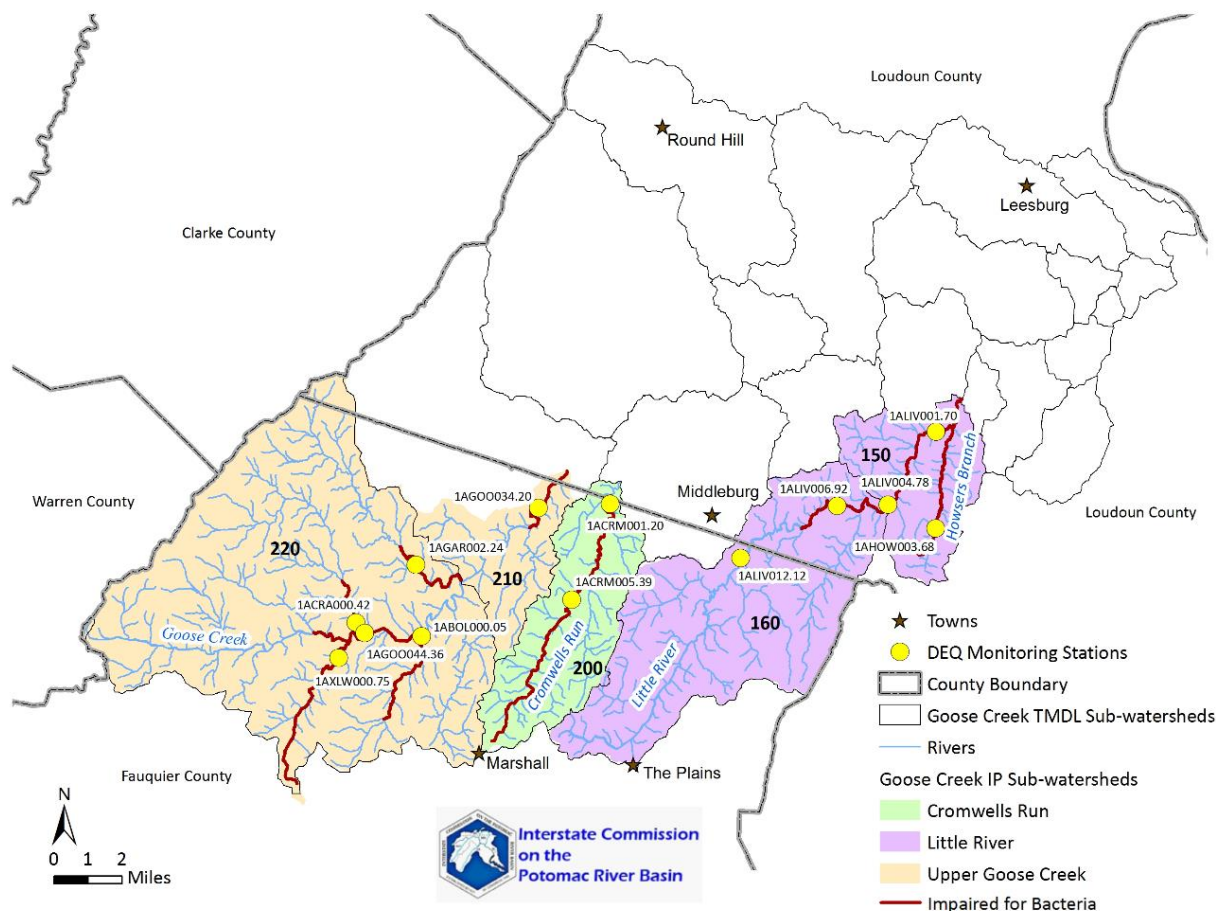 Loudoun County
Round Hill
Leesburg
Clarke County
1ALIV001.70
150
Howsers Branch
1AGOO034.20
Middleburg
1ALIV006.92
1ALIV004.78
Warren County
1ACRM001.20
Loudoun County
220
1AGAR002.24
210
1AHOW003.68
1ALIV012.12
1ACRM005.39
1ACRA000.42
160
Goose Creek
1ABOL000.05
1AGOO044.36
1AXLW000.75
Cromwells Run
200
Little River
Marshall
The Plains
Fauquier County
N
0 1 2
Miles
Interstate Commission
on the
Potomac River Basin
Towns
DEQ Monitoring Stations
County Boundary
Goose Creek TMDL Sub-watersheds
Rivers
Goose Creek IP Sub-watersheds
Cromwells Run
Little River
Upper Goose Creek
Impaired for Bacteria